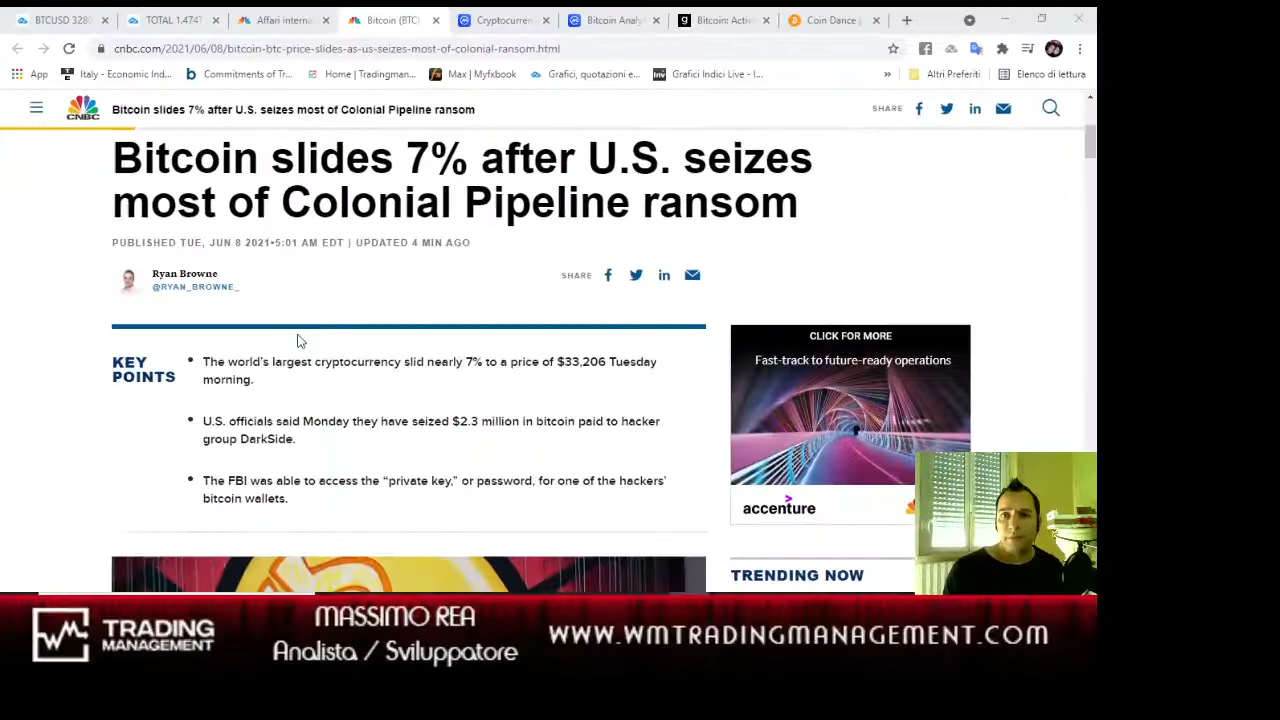 BTCUSD 3280
TOTAL 1.474T
Affari interna
Bitcoin (BTC)
Cryptocurren
Bitcoin Analy
Bitcoin: Activ
Coin Dance |
cnbc.com/2021/06/08/bitcoin-btc-price-slides-as-us-seizes-most-of-colonial-ransom.html
App
Italy - Economic Ind...
Commitments of Tr...
Home | Tradingman...
Max | Myfxbook
Grafici, quotazioni e...
Grafici Indici Live - I...
»
Altri Preferiti
Elenco di lettura
CNBC
Bitcoin slides 7% after U.S. seizes most of Colonial Pipeline ransom
SHARE
Bitcoin slides 7% after U.S. seizes
most of Colonial Pipeline ransom
PUBLISHED TUE, JUN 8 2021•5:01 AM EDT | UPDATED 4 MIN AGO
Ryan Browne
@RYAN_BROWNE_
SHARE
KEY
POINTS
• The world's largest cryptocurrency slid nearly 7% to a price of $33,206 Tuesday
morning.
• U.S. officials said Monday they have seized $2.3 million in bitcoin paid to hacker
group DarkSide.
• The FBI was able to access the “private key,” or password, for one of the hackers’
bitcoin wallets.
CLICK FOR MORE
Fast-track to future-ready operations
accenture
TRENDING NOW
TRADING
MANAGEMENT
MASSIMO REA
Analista / Sviluppatore
WWW.WMTRADINGMANAGEMENT.COM